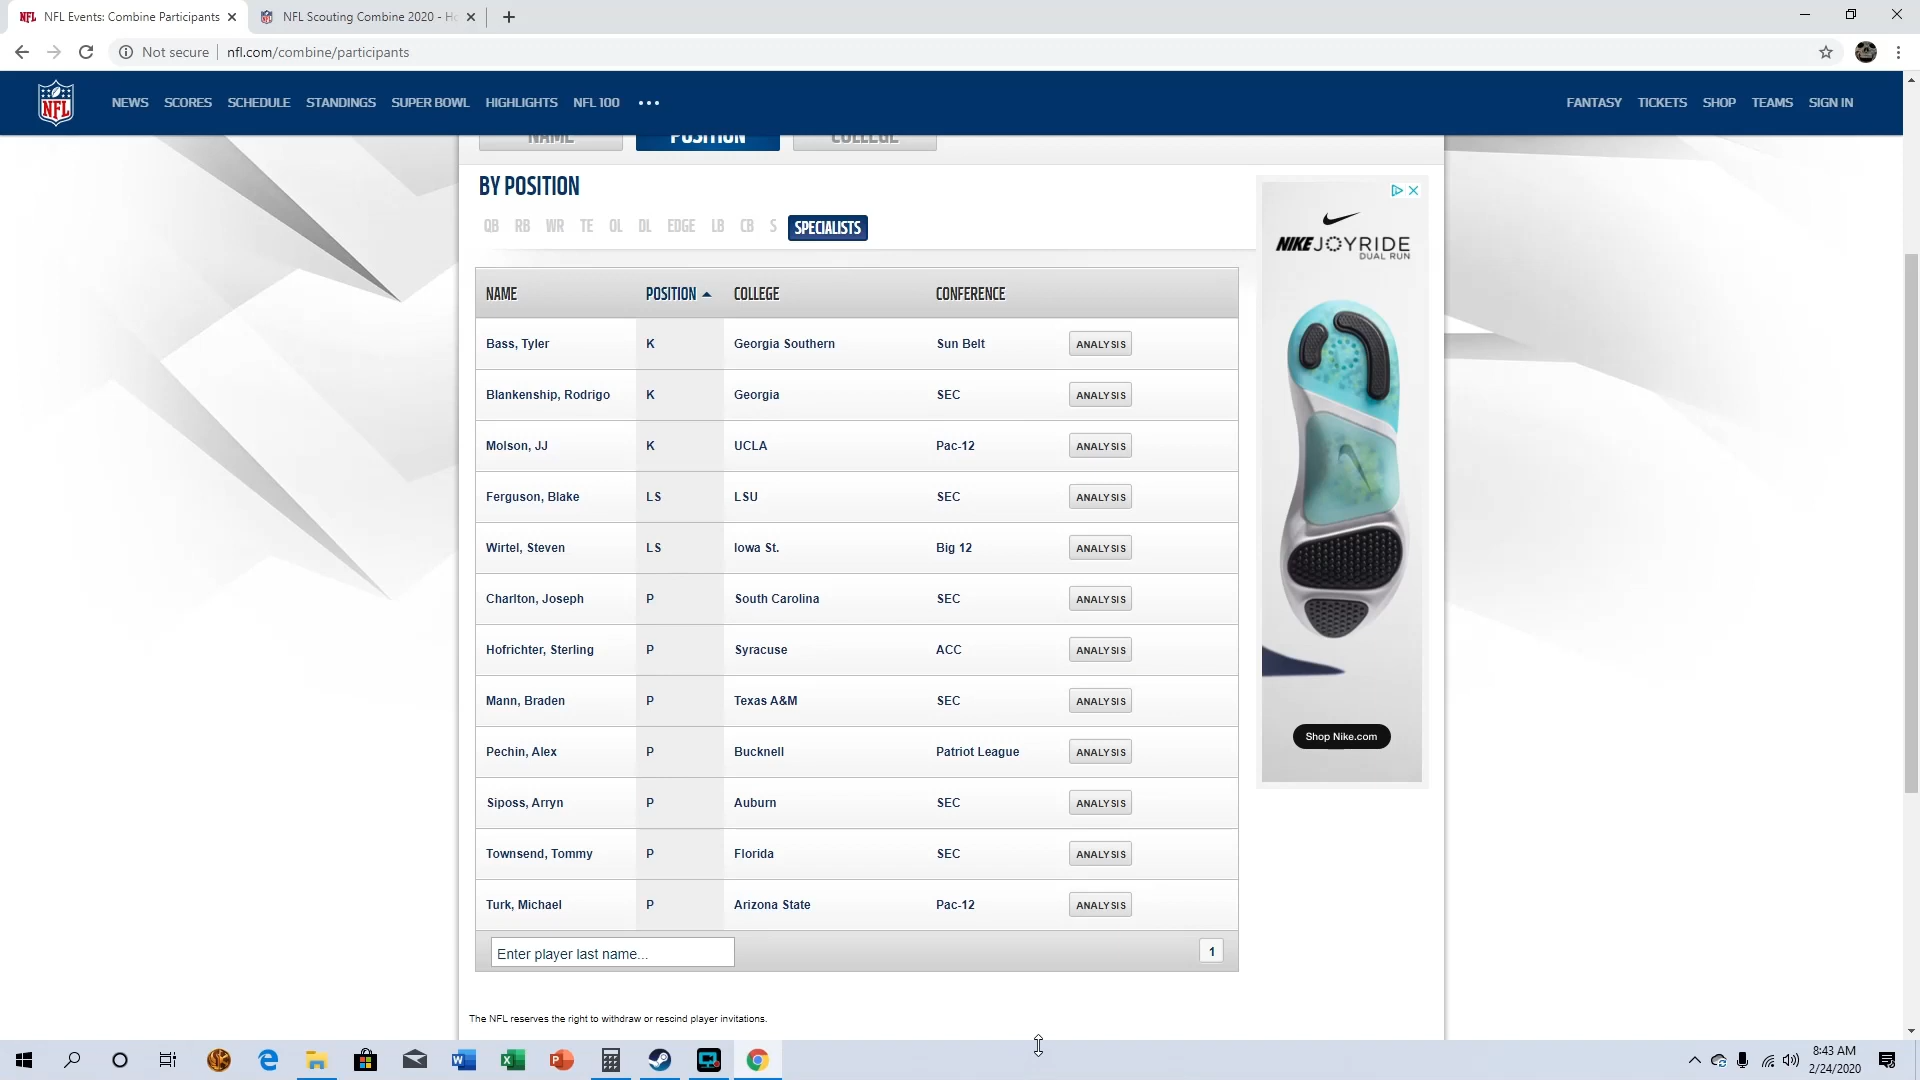 NFL Events: Combine Participants
NFL Scouting Combine 2020 - Ho
Not secure
nfl.com/combine/participants
NFL
NEWS SCORES SCHEDULE STANDINGS SUPER BOWL HIGHLIGHTS NFL 100 •••
FANTASY TICKETS SHOP TEAMS SIGN IN
NAME POSITION COLLEGE
BY POSITION
QB RB WR TE OL DL EDGE LB CB S SPECIALISTS
NAME POSITION COLLEGE CONFERENCE
Bass, Tyler K Georgia Southern Sun Belt ANALYSIS
Blankenship, Rodrigo K Georgia SEC ANALYSIS
Molson, JJ K UCLA Pac-12 ANALYSIS
Ferguson, Blake LS LSU SEC ANALYSIS
Wirtel, Steven LS Iowa St. Big 12 ANALYSIS
Charlton, Joseph P South Carolina SEC ANALYSIS
Hofrichter, Sterling P Syracuse ACC ANALYSIS
Mann, Braden P Texas A&M SEC ANALYSIS
Pechin, Alex P Bucknell Patriot League ANALYSIS
Siposs, Arryn P Auburn SEC ANALYSIS
Townsend, Tommy P Florida SEC ANALYSIS
Turk, Michael P Arizona State Pac-12 ANALYSIS
Enter player last name... 1
The NFL reserves the right to withdraw or rescind player invitations.
NIKE JOYRIDE
DUAL RUN
Shop Nike.com
8:43 AM
2/24/2020